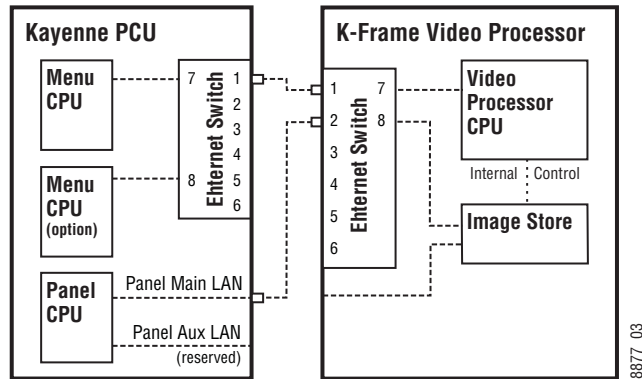 Kayenne PCU
Menu
CPU
7
1
2
3
4
8
5
6
Ehternet Switch
Menu
CPU
(option)
Panel
CPU
Panel Main LAN
Panel Aux LAN
(reserved)
K-Frame Video Processor
1
7
2
8
3
4
5
6
Ehternet Switch
Video
Processor
CPU
Internal
Control
Image Store
8877_03